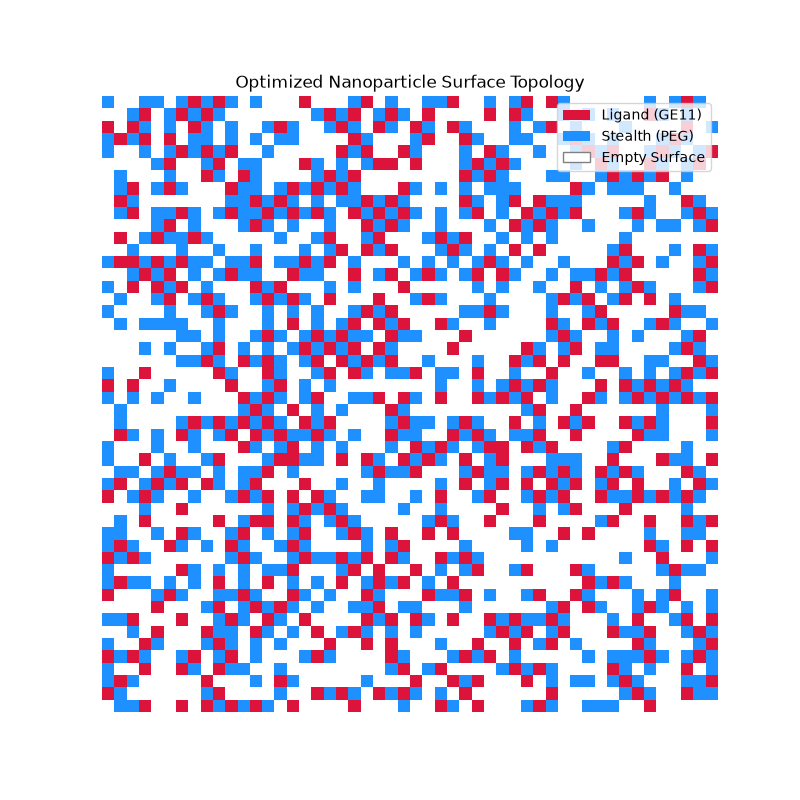 Optimized Nanoparticle Surface Topology
Ligand (GE11)
Stealth (PEG)
Empty Surface